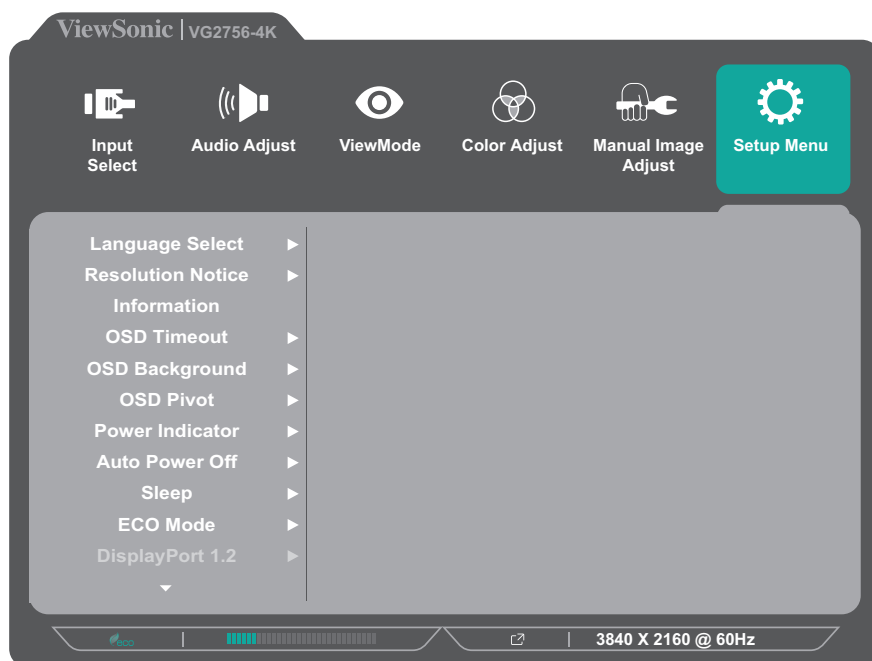 ViewSonic | VG2756-4K
Input Select
Audio Adjust
ViewMode
Color Adjust
Manual Image Adjust
Setup Menu
Language Select
Resolution Notice
Information
OSD Timeout
OSD Background
OSD Pivot
Power Indicator
Auto Power Off
Sleep
ECO Mode
DisplayPort 1.2
eco
3840 X 2160 @ 60Hz